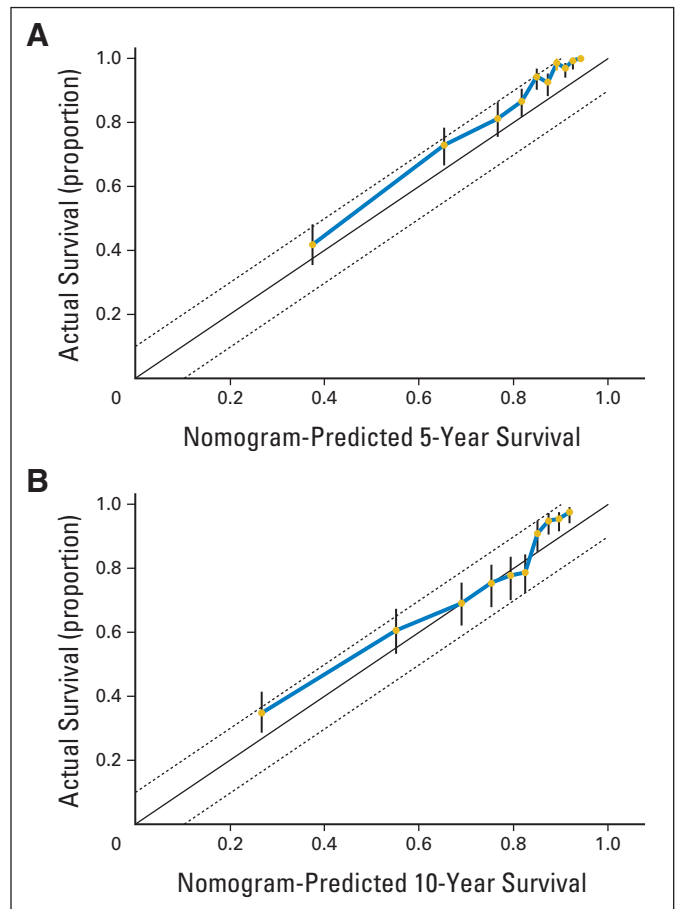 A
1.0
0.8
0.6
0.4
0.2
Actual Survival (proportion)
0 0.2 0.4 0.6 0.8 1.0
Nomogram-Predicted 5-Year Survival
B
1.0
0.8
0.6
0.4
0.2
Actual Survival (proportion)
0 0.2 0.4 0.6 0.8 1.0
Nomogram-Predicted 10-Year Survival